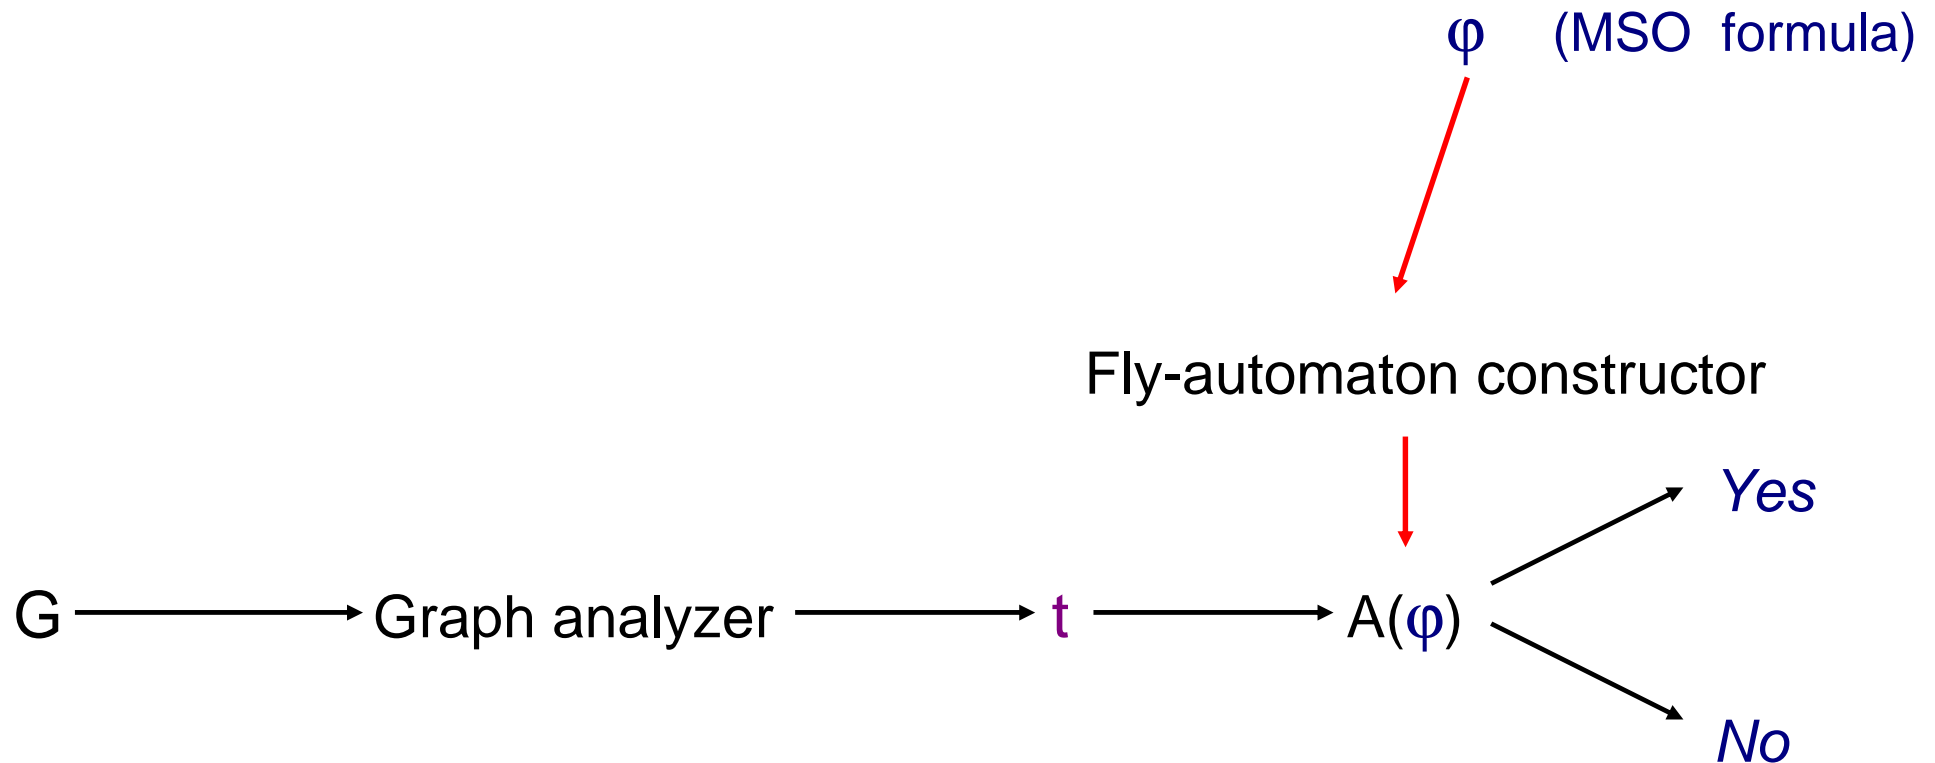 φ (MSO formula)
Fly-automaton constructor
Yes
G Graph analyzer t A(φ)
No